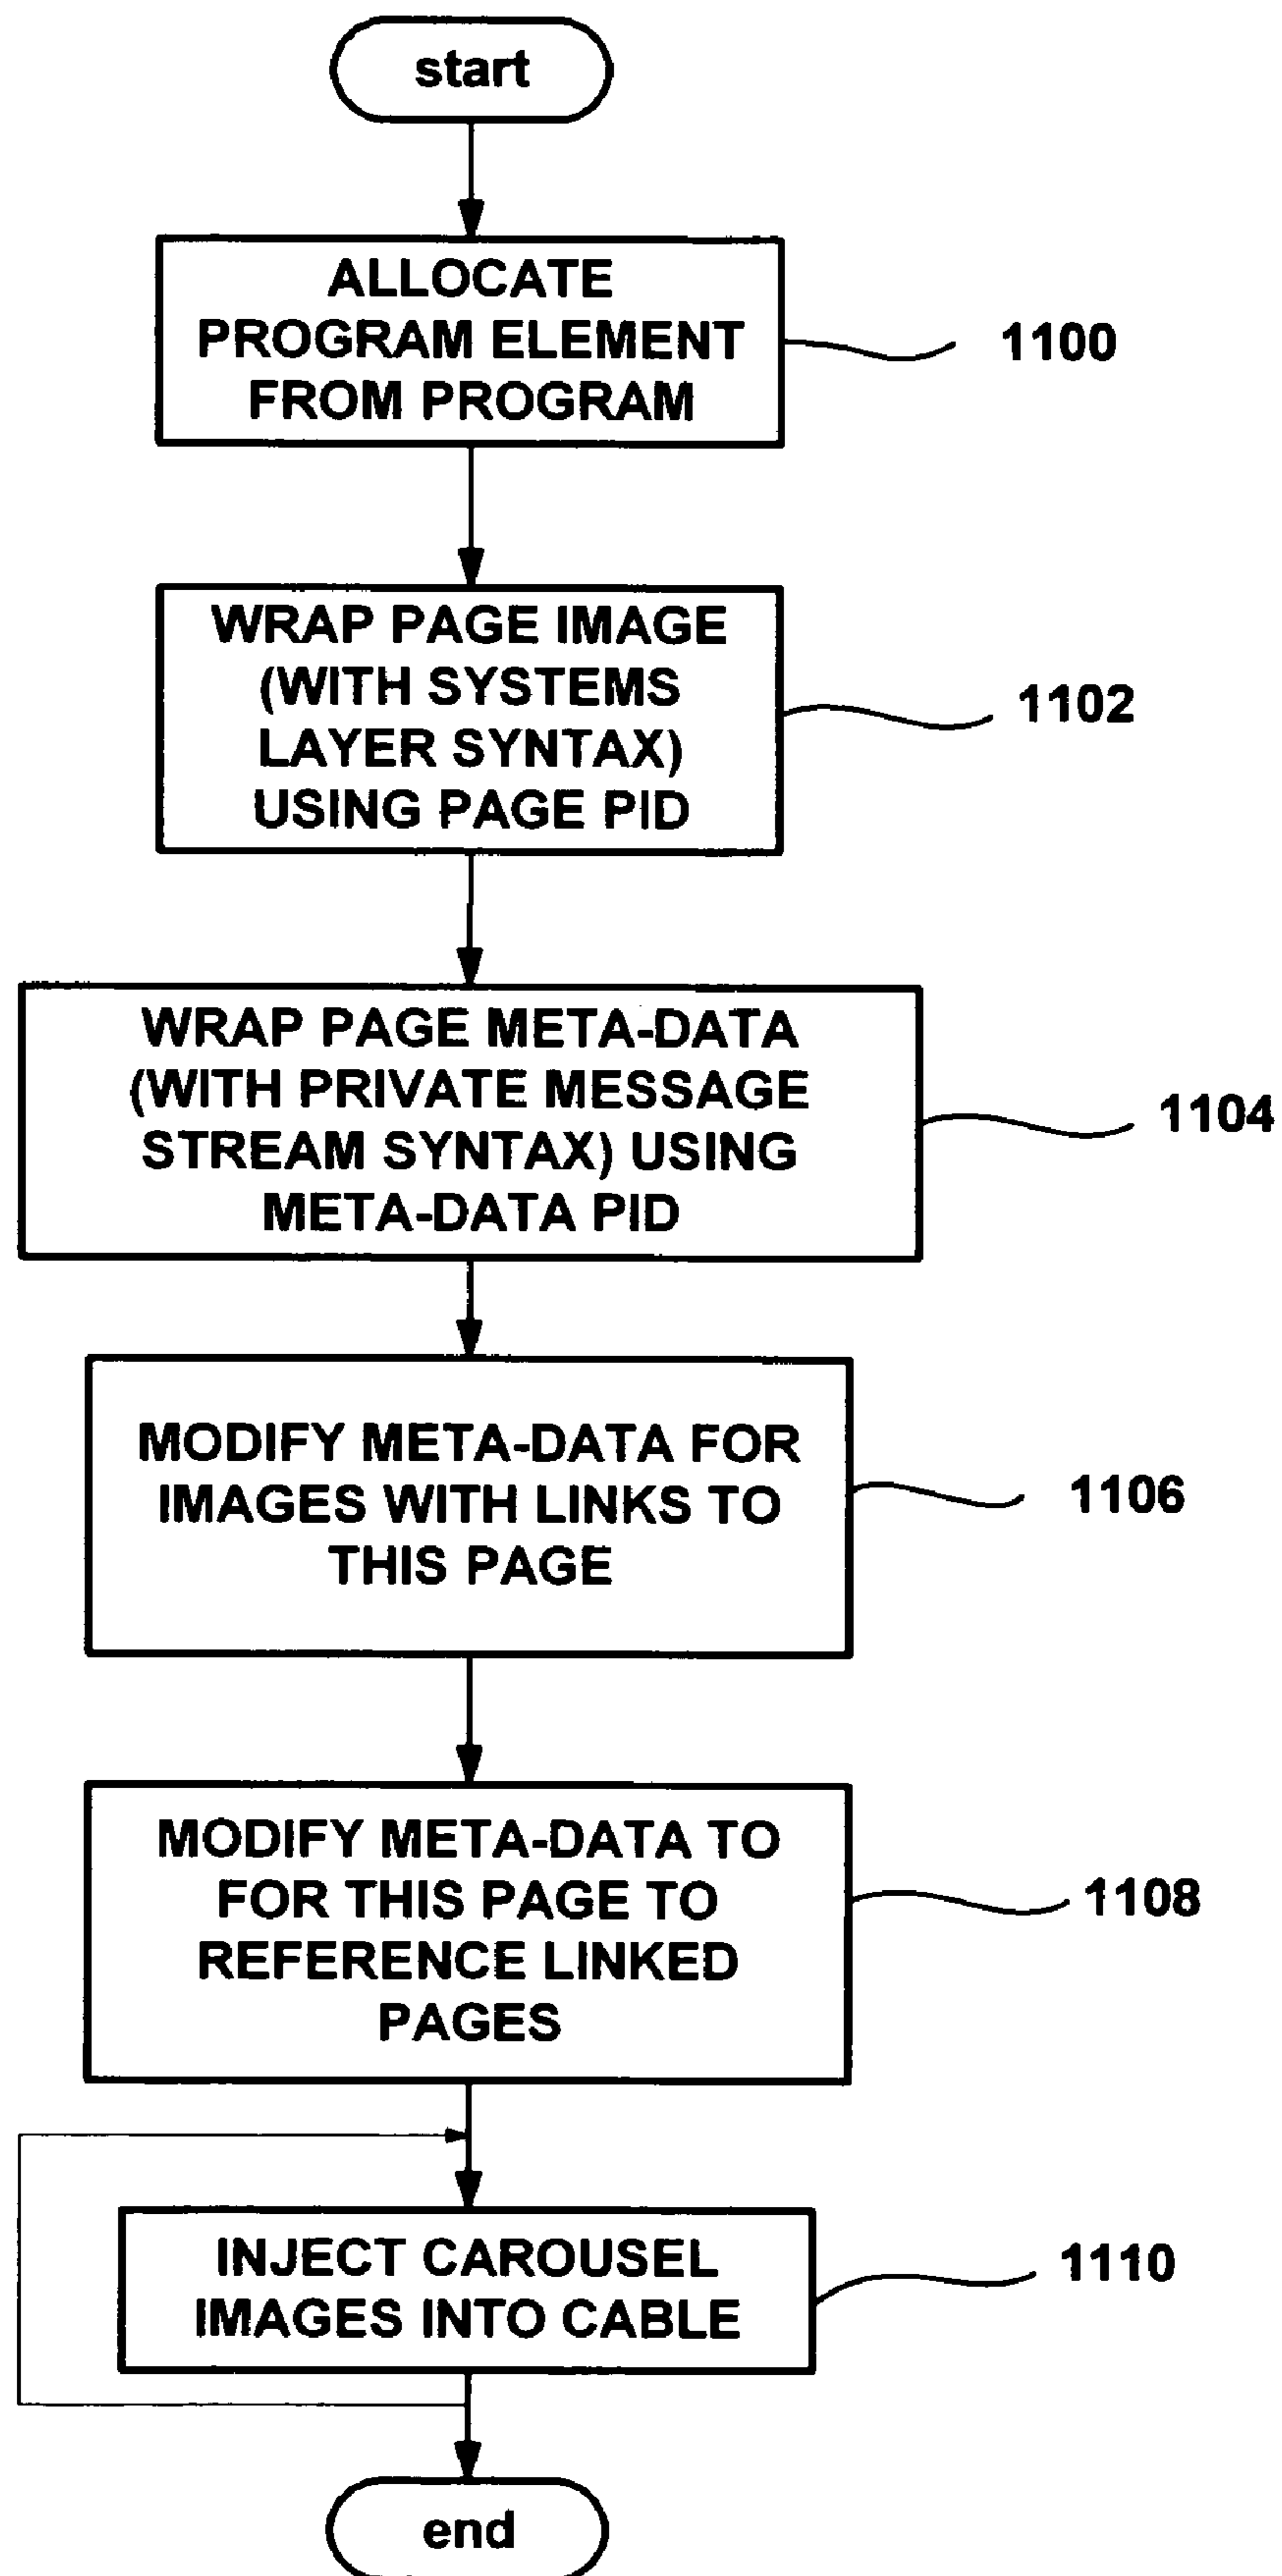 start
ALLOCATE
PROGRAM ELEMENT
FROM PROGRAM
1100
WRAP PAGE IMAGE
(WITH SYSTEMS
LAYER SYNTAX)
USING PAGE PID
1102
WRAP PAGE META-DATA
(WITH PRIVATE MESSAGE
STREAM SYNTAX) USING
META-DATA PID
1104
MODIFY META-DATA FOR
IMAGES WITH LINKS TO
THIS PAGE
1106
MODIFY META-DATA TO
FOR THIS PAGE TO
REFERENCE LINKED
PAGES
1108
INJECT CAROUSEL
IMAGES INTO CABLE
1110
end